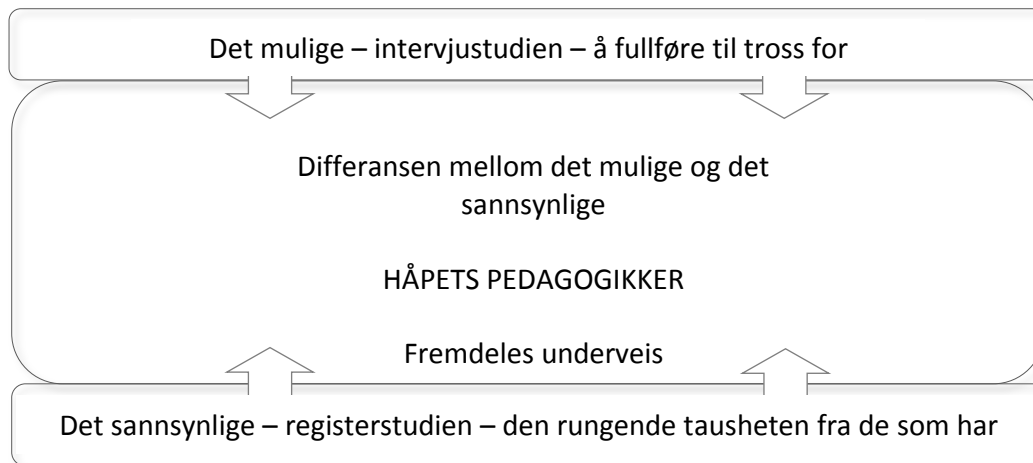 Det mulige – intervjustudien – å fullføre til tross for
Differansen mellom det mulige og det
sannsynlige
HÅPETS PEDAGOGIKKER
Fremdeles underveis
Det sannsynlige – registerstudien – den rungende tausheten fra de som har